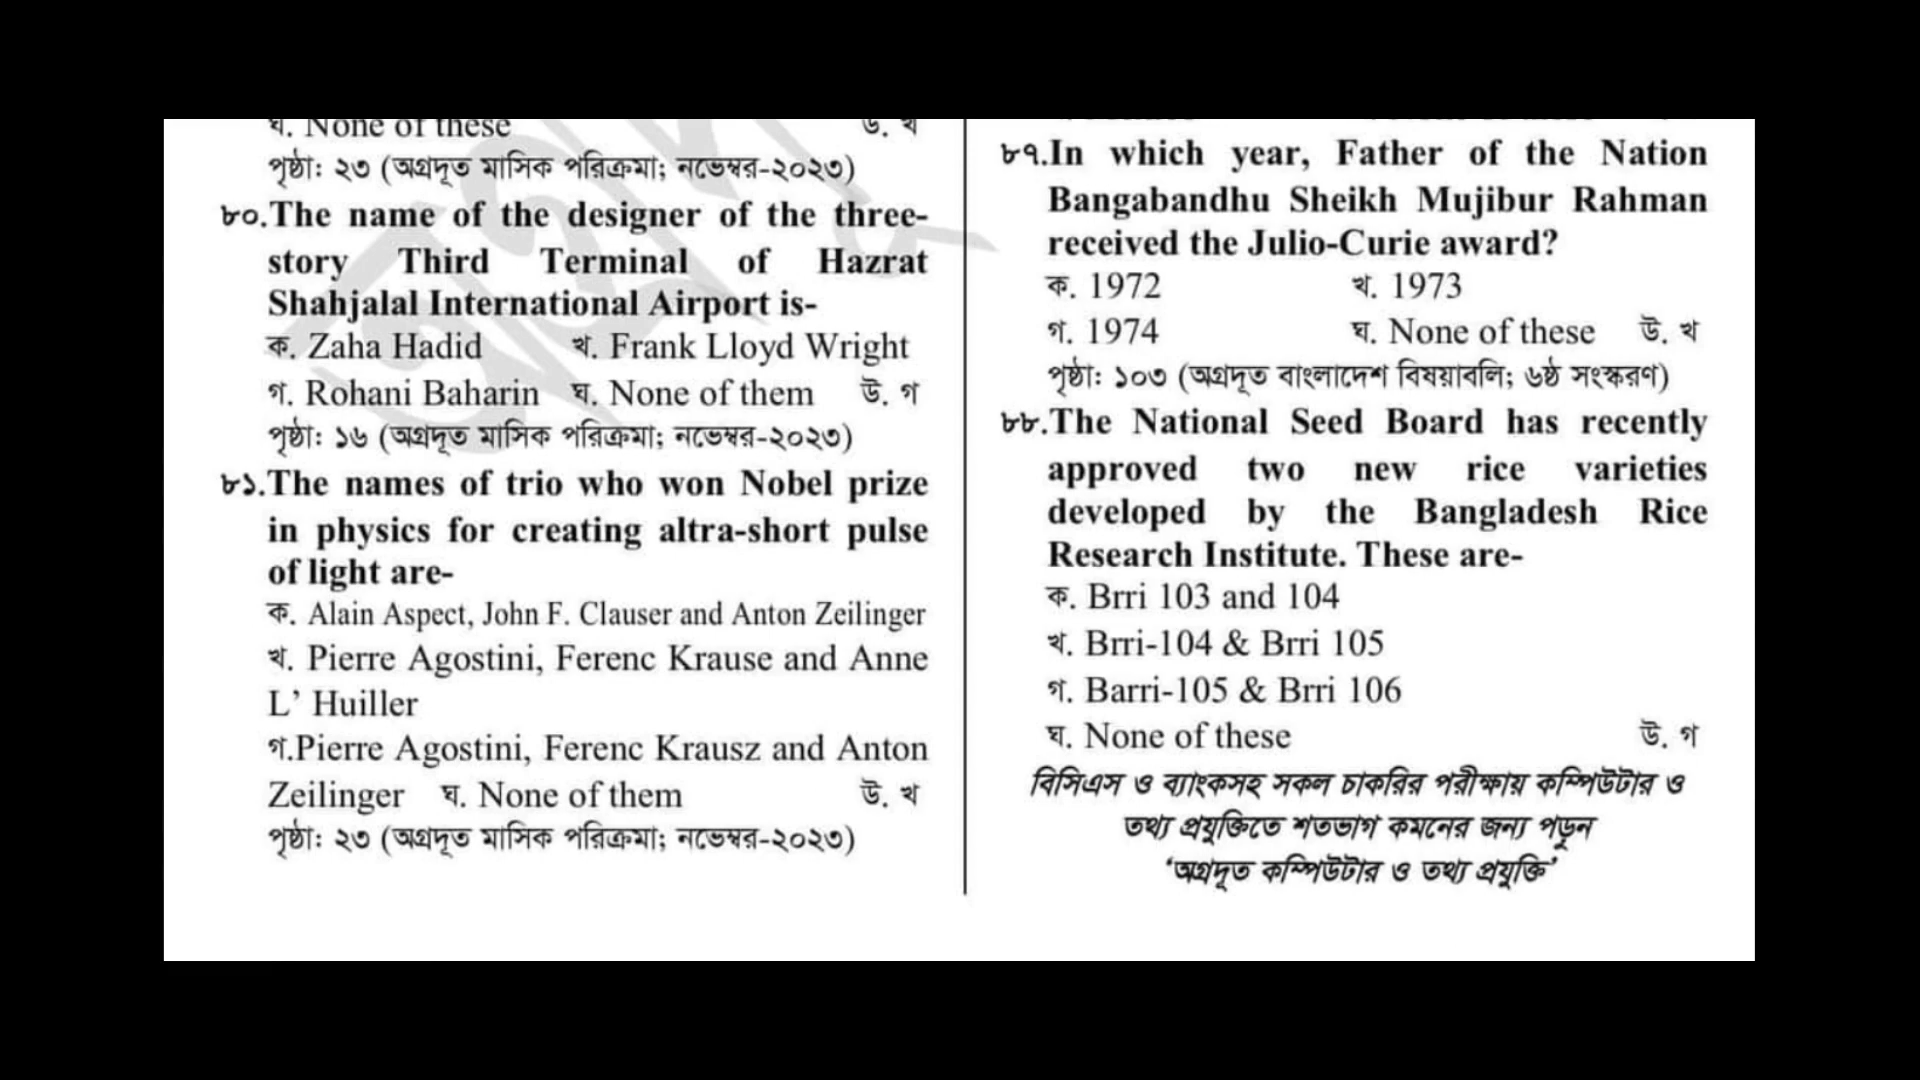 ঘ. None of these উ. খ
পৃষ্ঠা: ২৩ (অগ্রদূত মাসিক পরিক্রমা; নভেম্বর-২০২৩)
৮০.The name of the designer of the three-
story Third Terminal of Hazrat
Shahjalal International Airport is-
ক. Zaha Hadid খ. Frank Lloyd Wright
গ. Rohani Baharin ঘ. None of them উ. গ
পৃষ্ঠা: ১৬ (অগ্রদূত মাসিক পরিক্রমা; নভেম্বর-২০২৩)
৮১.The names of trio who won Nobel prize
in physics for creating altra-short pulse
of light are-
ক. Alain Aspect, John F. Clauser and Anton Zeilinger
খ. Pierre Agostini, Ferenc Krause and Anne
L’ Huiller
গ.Pierre Agostini, Ferenc Krausz and Anton
Zeilinger ঘ. None of them উ. খ
পৃষ্ঠা: ২৩ (অগ্রদূত মাসিক পরিক্রমা; নভেম্বর-২০২৩)
৮৭.In which year, Father of the Nation
Bangabandhu Sheikh Mujibur Rahman
received the Julio-Curie award?
ক. 1972 খ. 1973
গ. 1974 ঘ. None of these উ. খ
পৃষ্ঠা: ১০৩ (অগ্রদূত বাংলাদেশ বিষয়াবলি; ৬ষ্ঠ সংস্করণ)
৮৮.The National Seed Board has recently
approved two new rice varieties
developed by the Bangladesh Rice
Research Institute. These are-
ক. Brri 103 and 104
খ. Brri-104 & Brri 105
গ. Barri-105 & Brri 106
ঘ. None of these উ. গ
বিসিএস ও ব্যাংকসহ সকল চাকরির পরীক্ষায় কম্পিউটার ও
তথ্য প্রযুক্তিতে শতভাগ কমনের জন্য পড়ুন
‘অগ্রদূত কম্পিউটার ও তথ্য প্রযুক্তি’